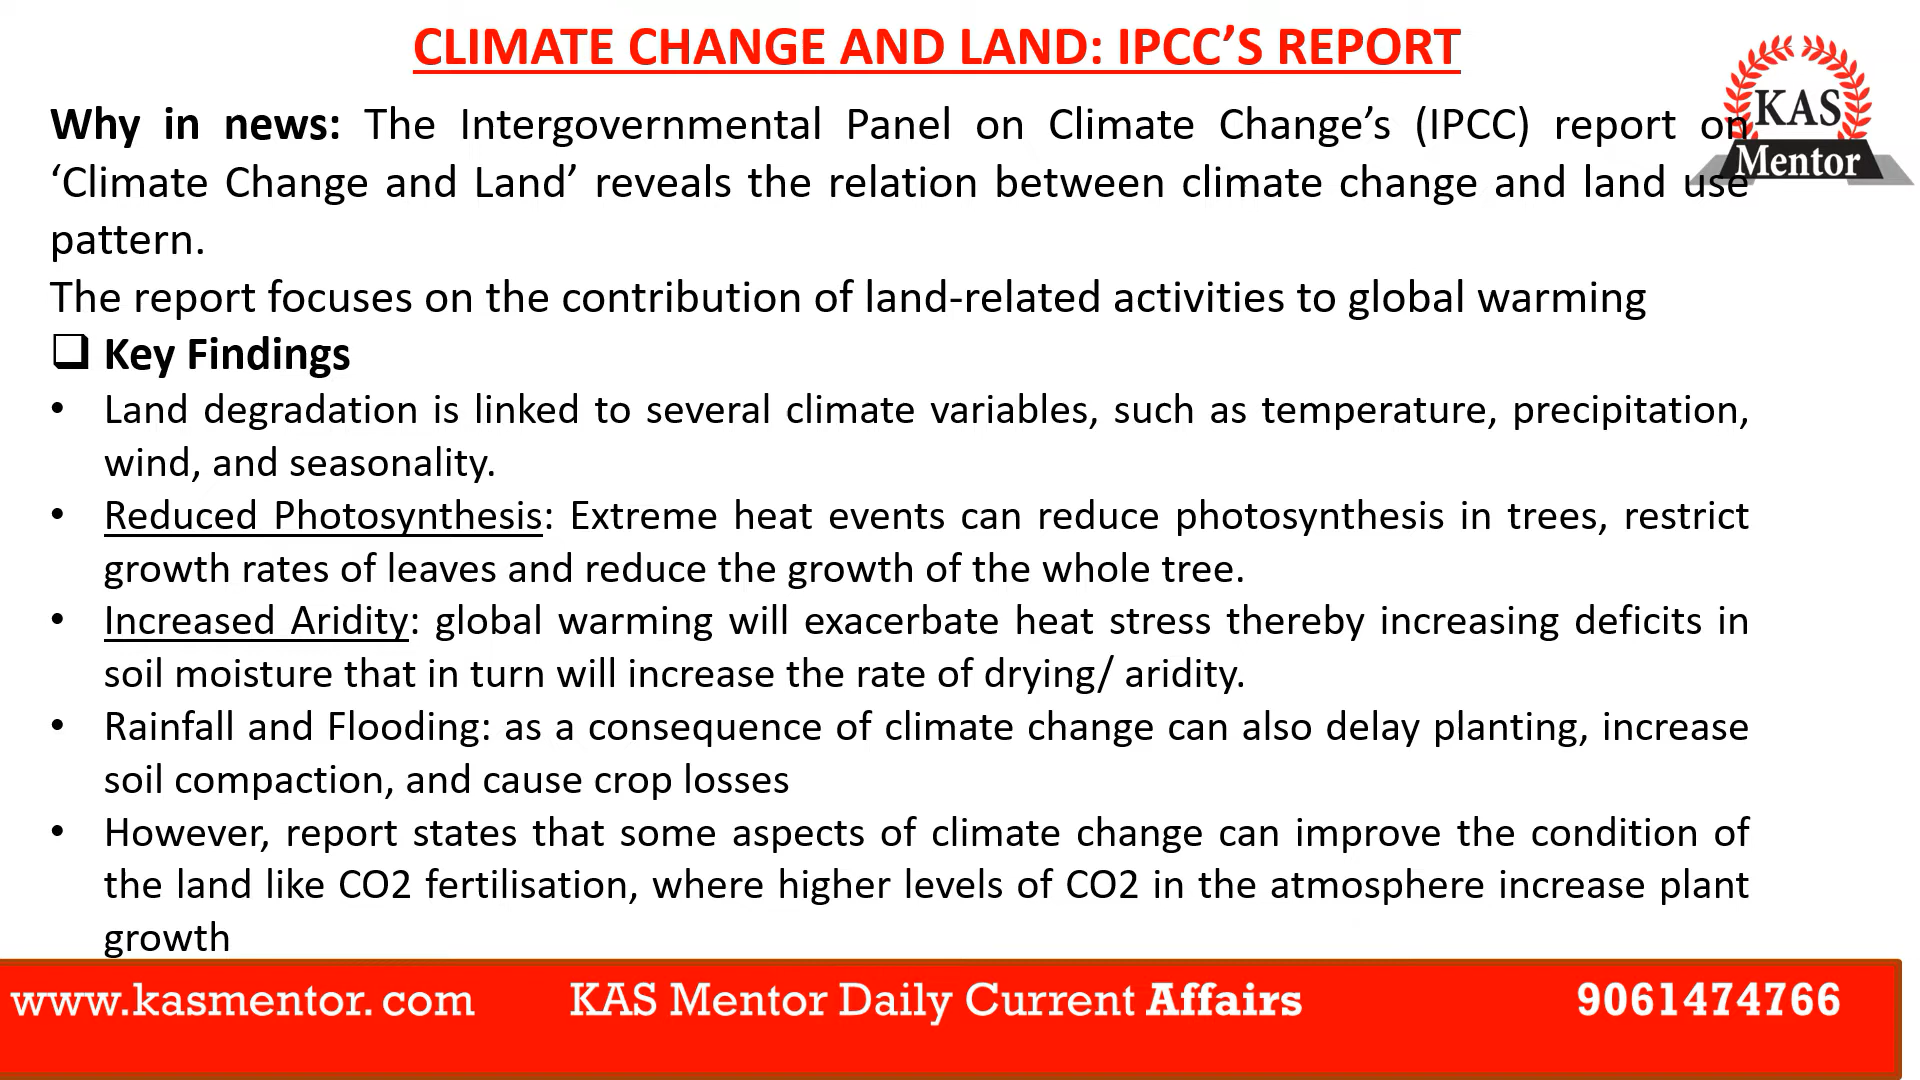 CLIMATE CHANGE AND LAND: IPCC’S REPORT
KAS
Mentor
Why in news: The Intergovernmental Panel on Climate Change’s (IPCC) report on
‘Climate Change and Land’ reveals the relation between climate change and land use
pattern.
The report focuses on the contribution of land-related activities to global warming
❑ Key Findings
• Land degradation is linked to several climate variables, such as temperature, precipitation,
wind, and seasonality.
• Reduced Photosynthesis: Extreme heat events can reduce photosynthesis in trees, restrict
growth rates of leaves and reduce the growth of the whole tree.
• Increased Aridity: global warming will exacerbate heat stress thereby increasing deficits in
soil moisture that in turn will increase the rate of drying/ aridity.
• Rainfall and Flooding: as a consequence of climate change can also delay planting, increase
soil compaction, and cause crop losses
• However, report states that some aspects of climate change can improve the condition of
the land like CO2 fertilisation, where higher levels of CO2 in the atmosphere increase plant
growth
www.kasmentor. com KAS Mentor Daily Current Affairs 9061474766